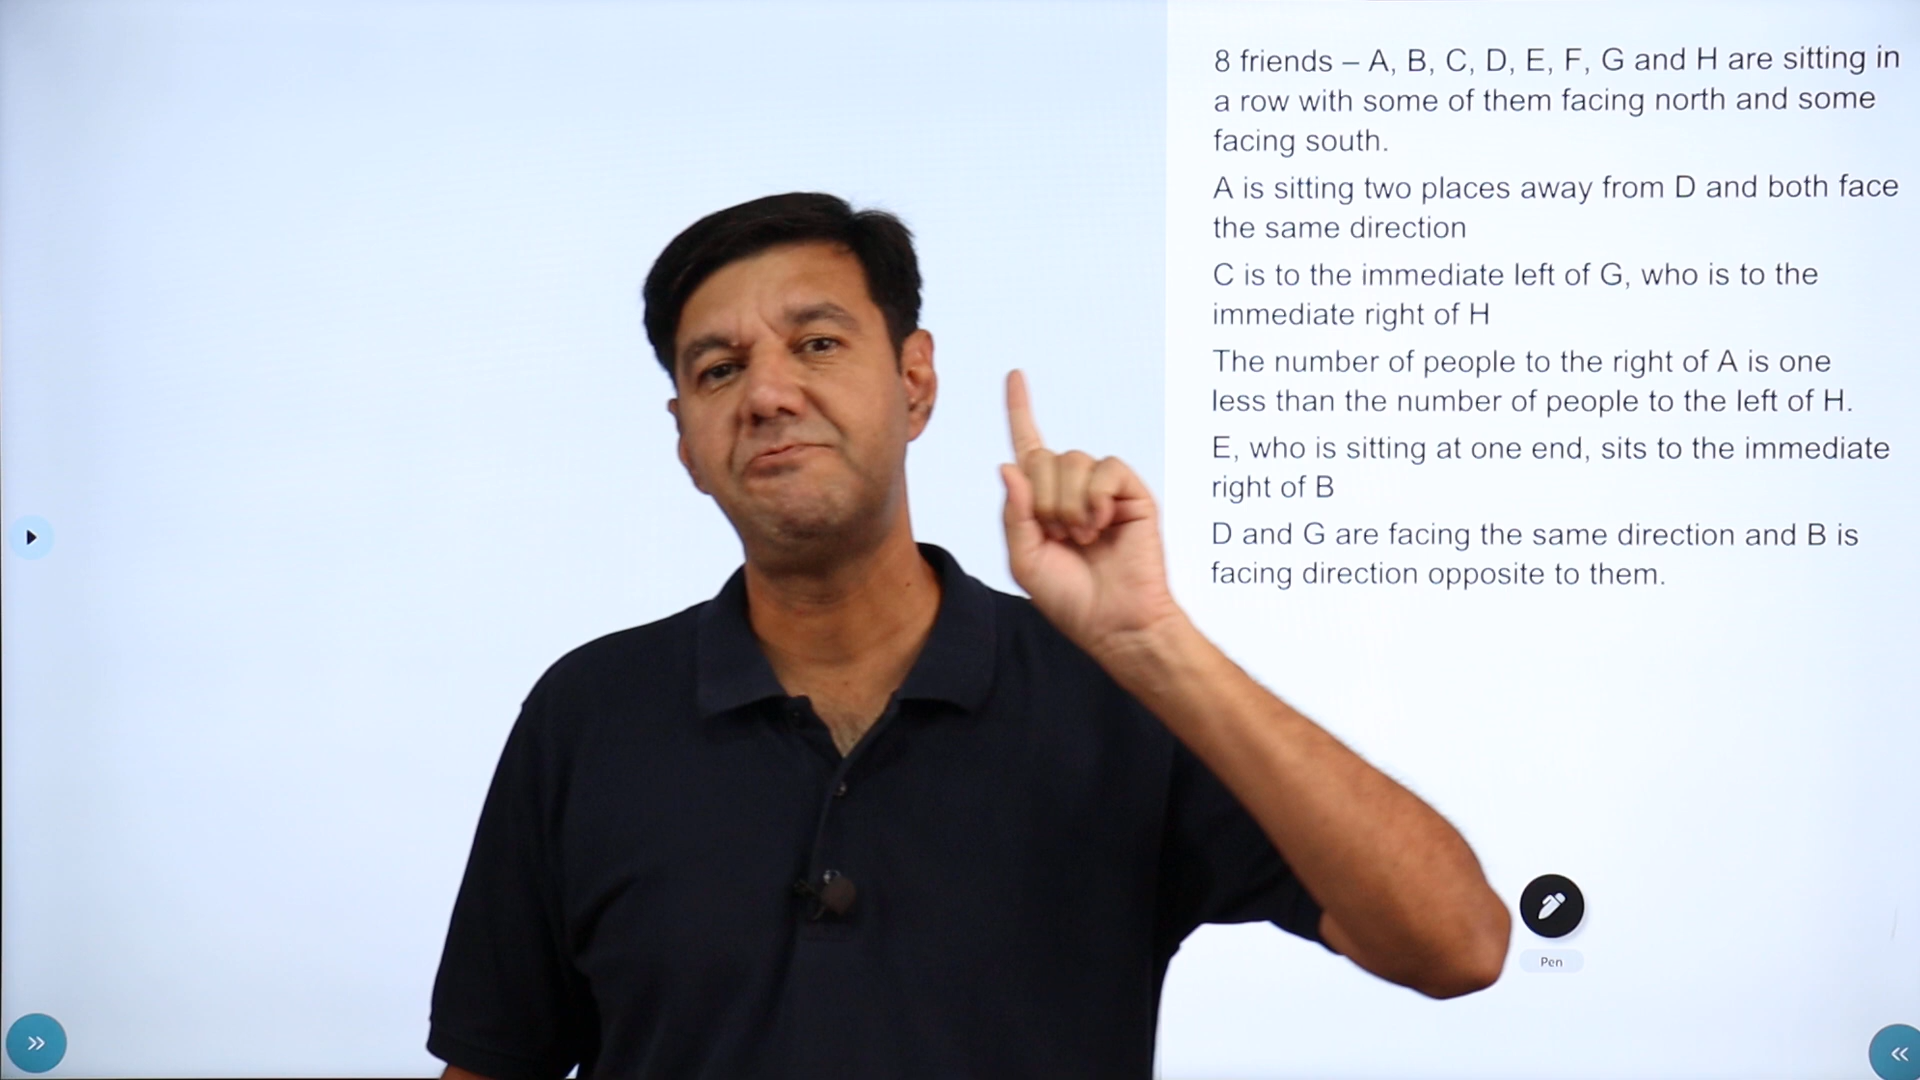 8 friends – A, B, C, D, E, F, G and H are sitting in
a row with some of them facing north and some
facing south.
A is sitting two places away from D and both face
the same direction
C is to the immediate left of G, who is to the
immediate right of H
The number of people to the right of A is one
less than the number of people to the left of H.
E, who is sitting at one end, sits to the immediate
right of B
D and G are facing the same direction and B is
facing direction opposite to them.
Pen